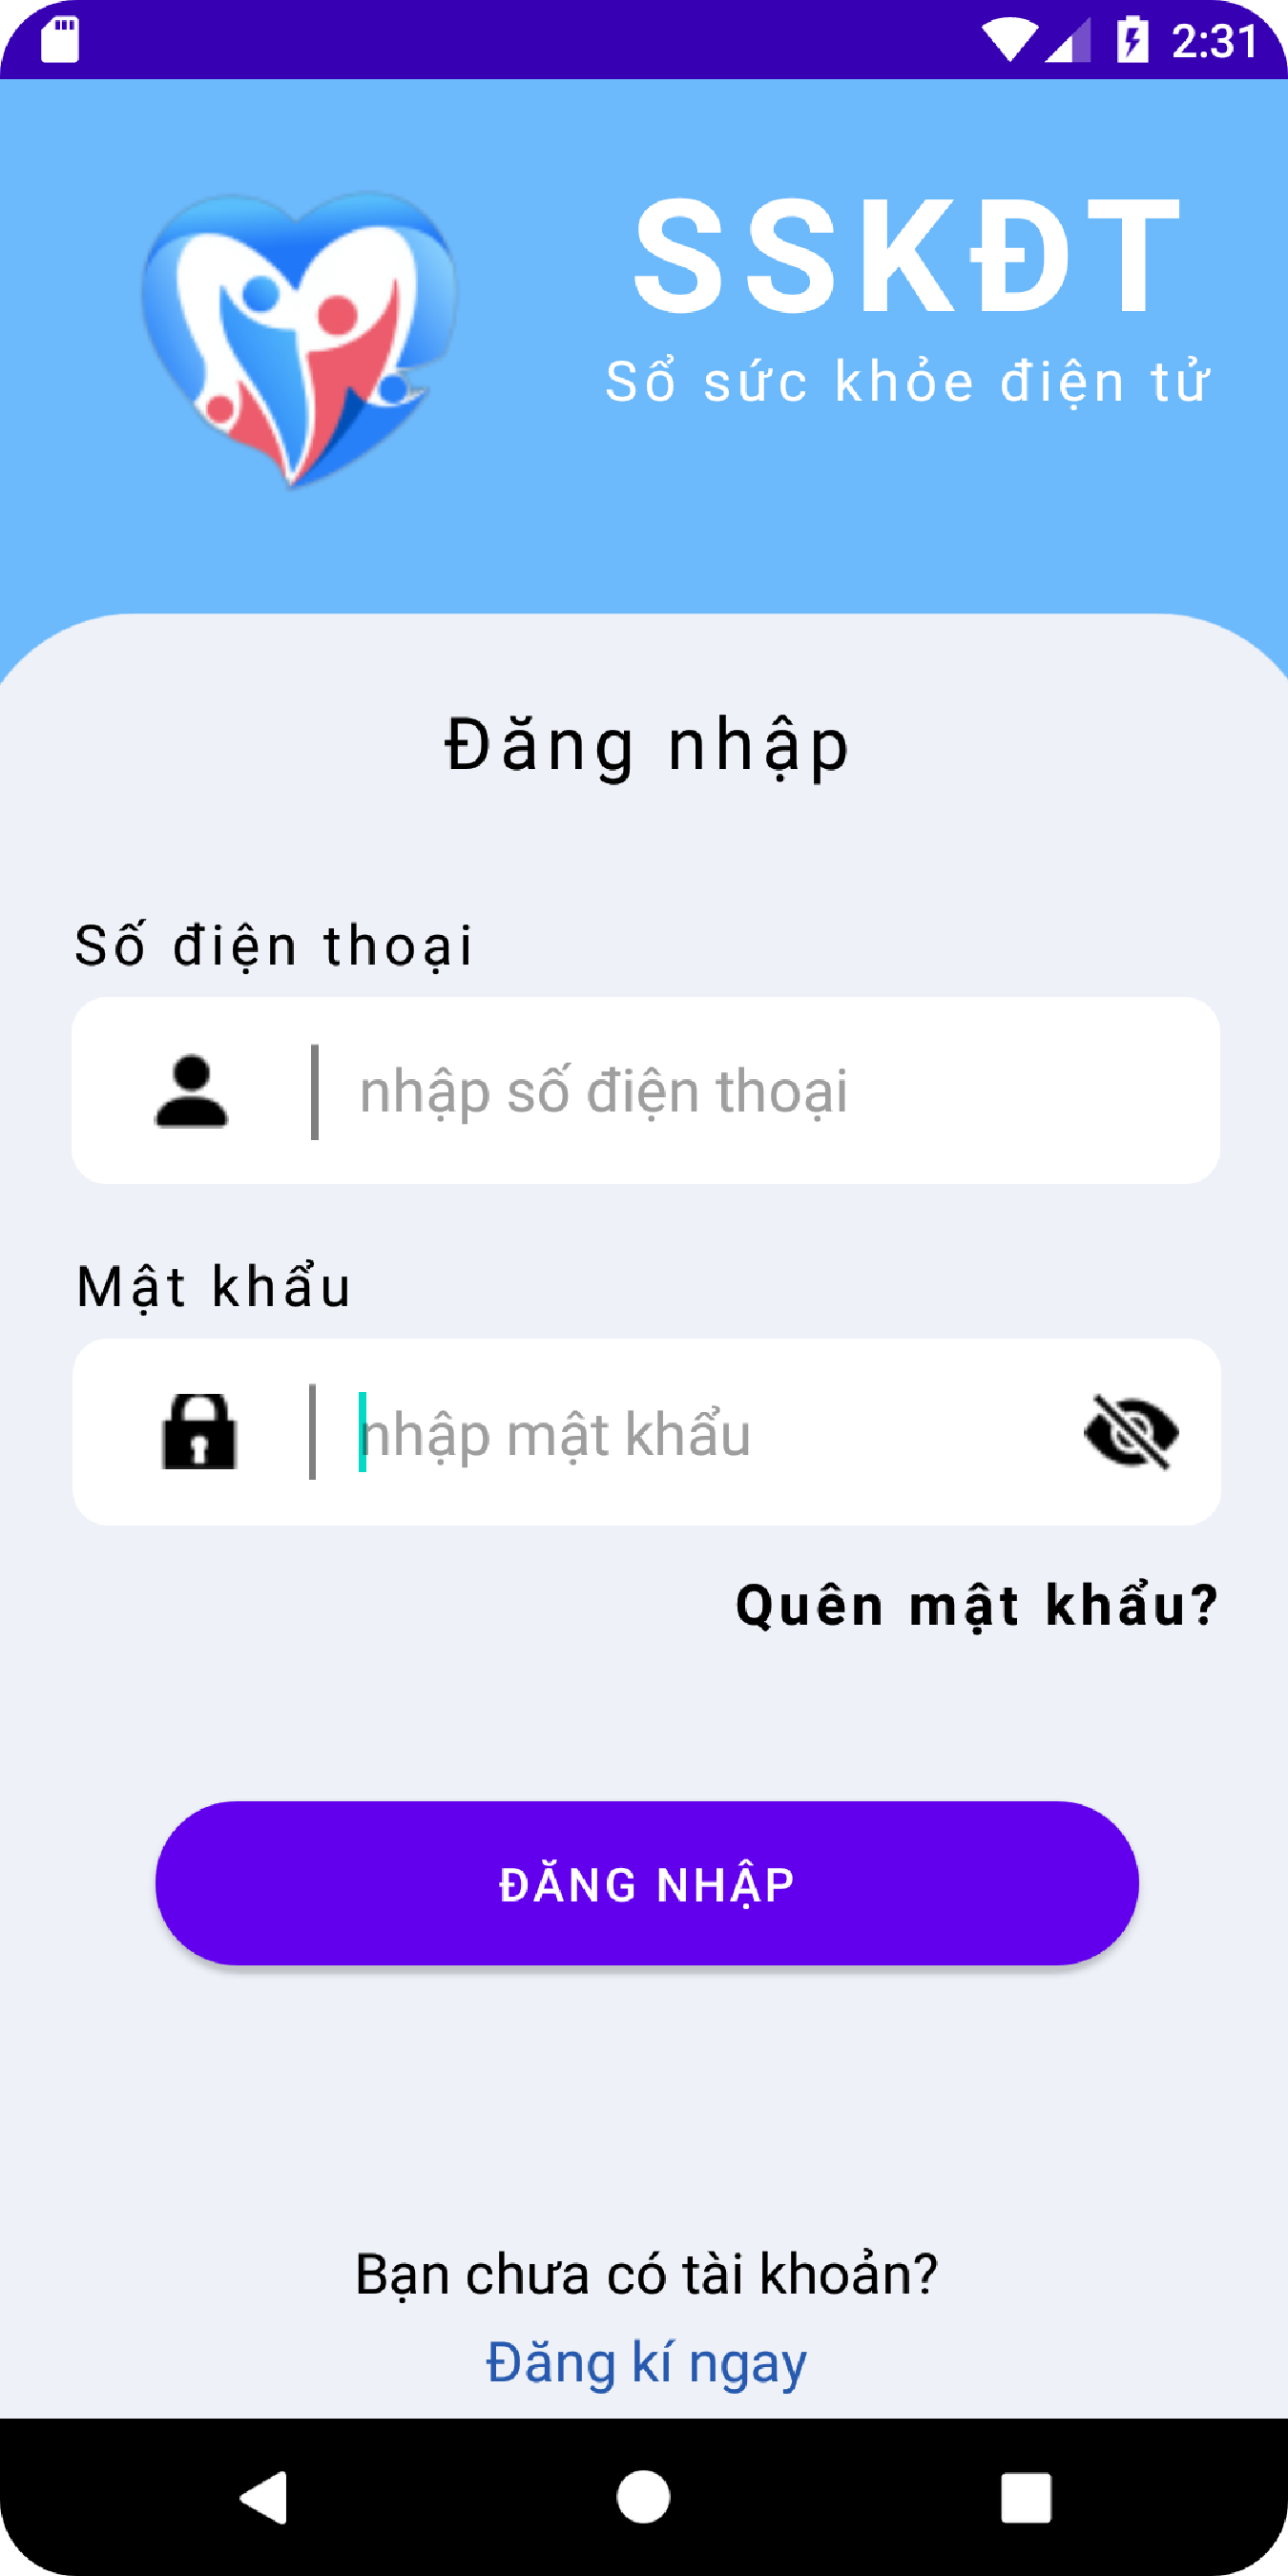 2:31
SSKĐT
Sổ sức khỏe điện tử
Đăng nhập
Số điện thoại
nhập số điện thoại
Mật khẩu
nhập mật khẩu
Quên mật khẩu?
ĐĂNG NHẬP
Bạn chưa có tài khoản?
Đăng kí ngay